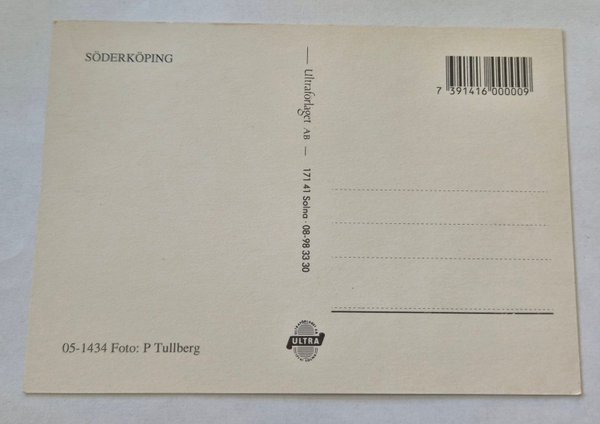 SÖDERKÖPING
7 391416 000009
— Ultraförlaget AB — 171 41 Solna · 08-98 33 30
ULTRA
05-1434 Foto: P Tullberg